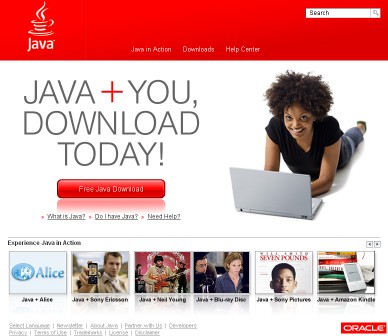 Java
Search
Java in Action Downloads Help Center
JAVA + YOU,
DOWNLOAD
TODAY!
Free Java Download
» What is Java? » Do I have Java? » Need Help?
Experience Java in Action
Alice
WILL SMITH
SEVEN POUNDS
Java + Alice Java + Sony Ericsson Java + Neil Young Java + Blu-ray Disc Java + Sony Pictures Java + Amazon Kindle
Select Language | Newsletter | About Java | Partner with Us | Developers
Privacy | Terms of Use | Trademarks | License | Disclaimer
ORACLE